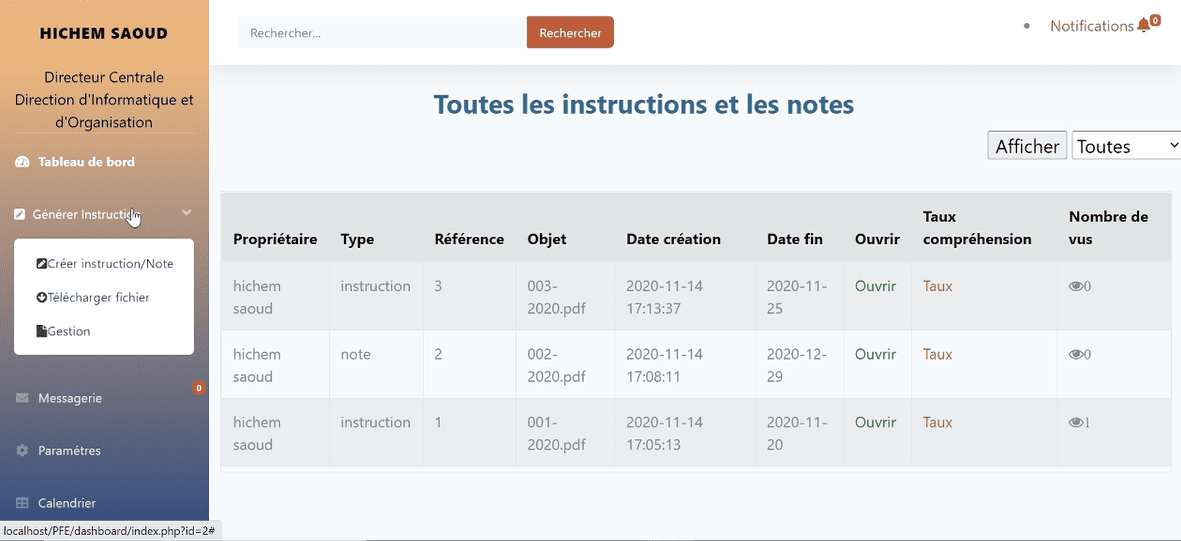 HICHEM SAOUD
Directeur Centrale
Direction d'Informatique et
d'Organisation
Tableau de bord
Générer Instruction
Créer instruction/Note
Télécharger fichier
Gestion
Messagerie
0
Paramétres
Calendrier
localhost/PFE/dashboard/index.php?id=2#
Rechercher...
Rechercher
Notifications
0
Toutes les instructions et les notes
Afficher
Toutes
Propriétaire Type Référence Objet Date création Date fin Ouvrir Taux compréhension Nombre de vus
hichem saoud instruction 3 003-2020.pdf 2020-11-14 17:13:37 2020-11-25 Ouvrir Taux 0
hichem saoud note 2 002-2020.pdf 2020-11-14 17:08:11 2020-12-29 Ouvrir Taux 0
hichem saoud instruction 1 001-2020.pdf 2020-11-14 17:05:13 2020-11-20 Ouvrir Taux 1